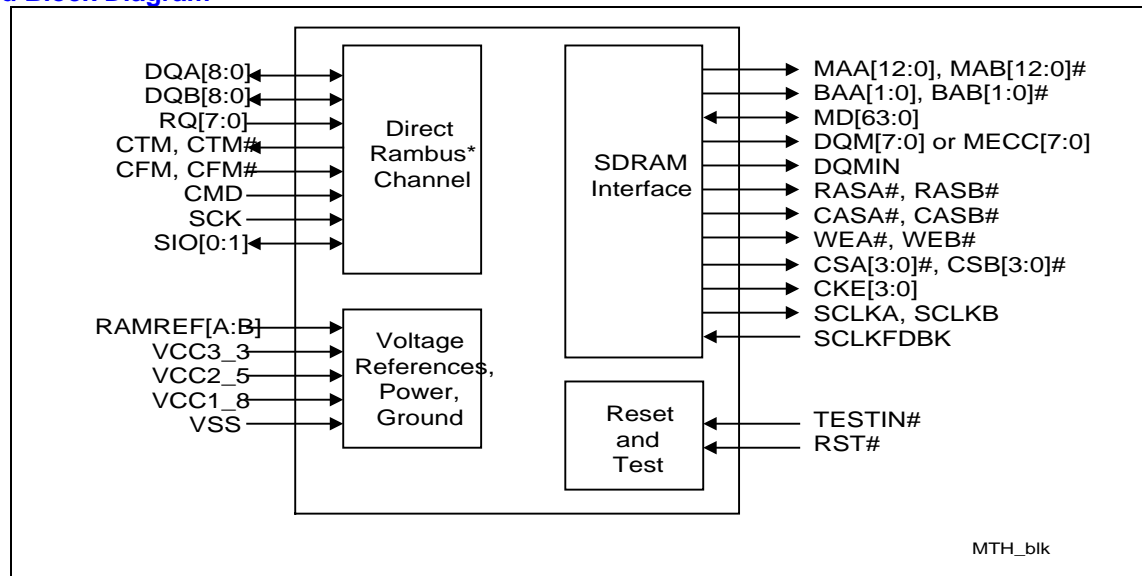 Block Diagram
DQA[8:0]
DQB[8:0]
RQ[7:0]
CTM, CTM#
CFM, CFM#
CMD
SCK
SIO[0:1]
Direct
Rambus*
Channel
RAMREF[A:B]
VCC3_3
VCC2_5
VCC1_8
VSS
Voltage
References,
Power,
Ground
SDRAM
Interface
MAA[12:0], MAB[12:0]#
BAA[1:0], BAB[1:0]#
MD[63:0]
DQM[7:0] or MECC[7:0]
DQMIN
RASA#, RASB#
CASA#, CASB#
WEA#, WEB#
CSA[3:0]#, CSB[3:0]#
CKE[3:0]
SCLKA, SCLKB
SCLKFDBK
Reset
and
Test
TESTIN#
RST#
MTH_blk